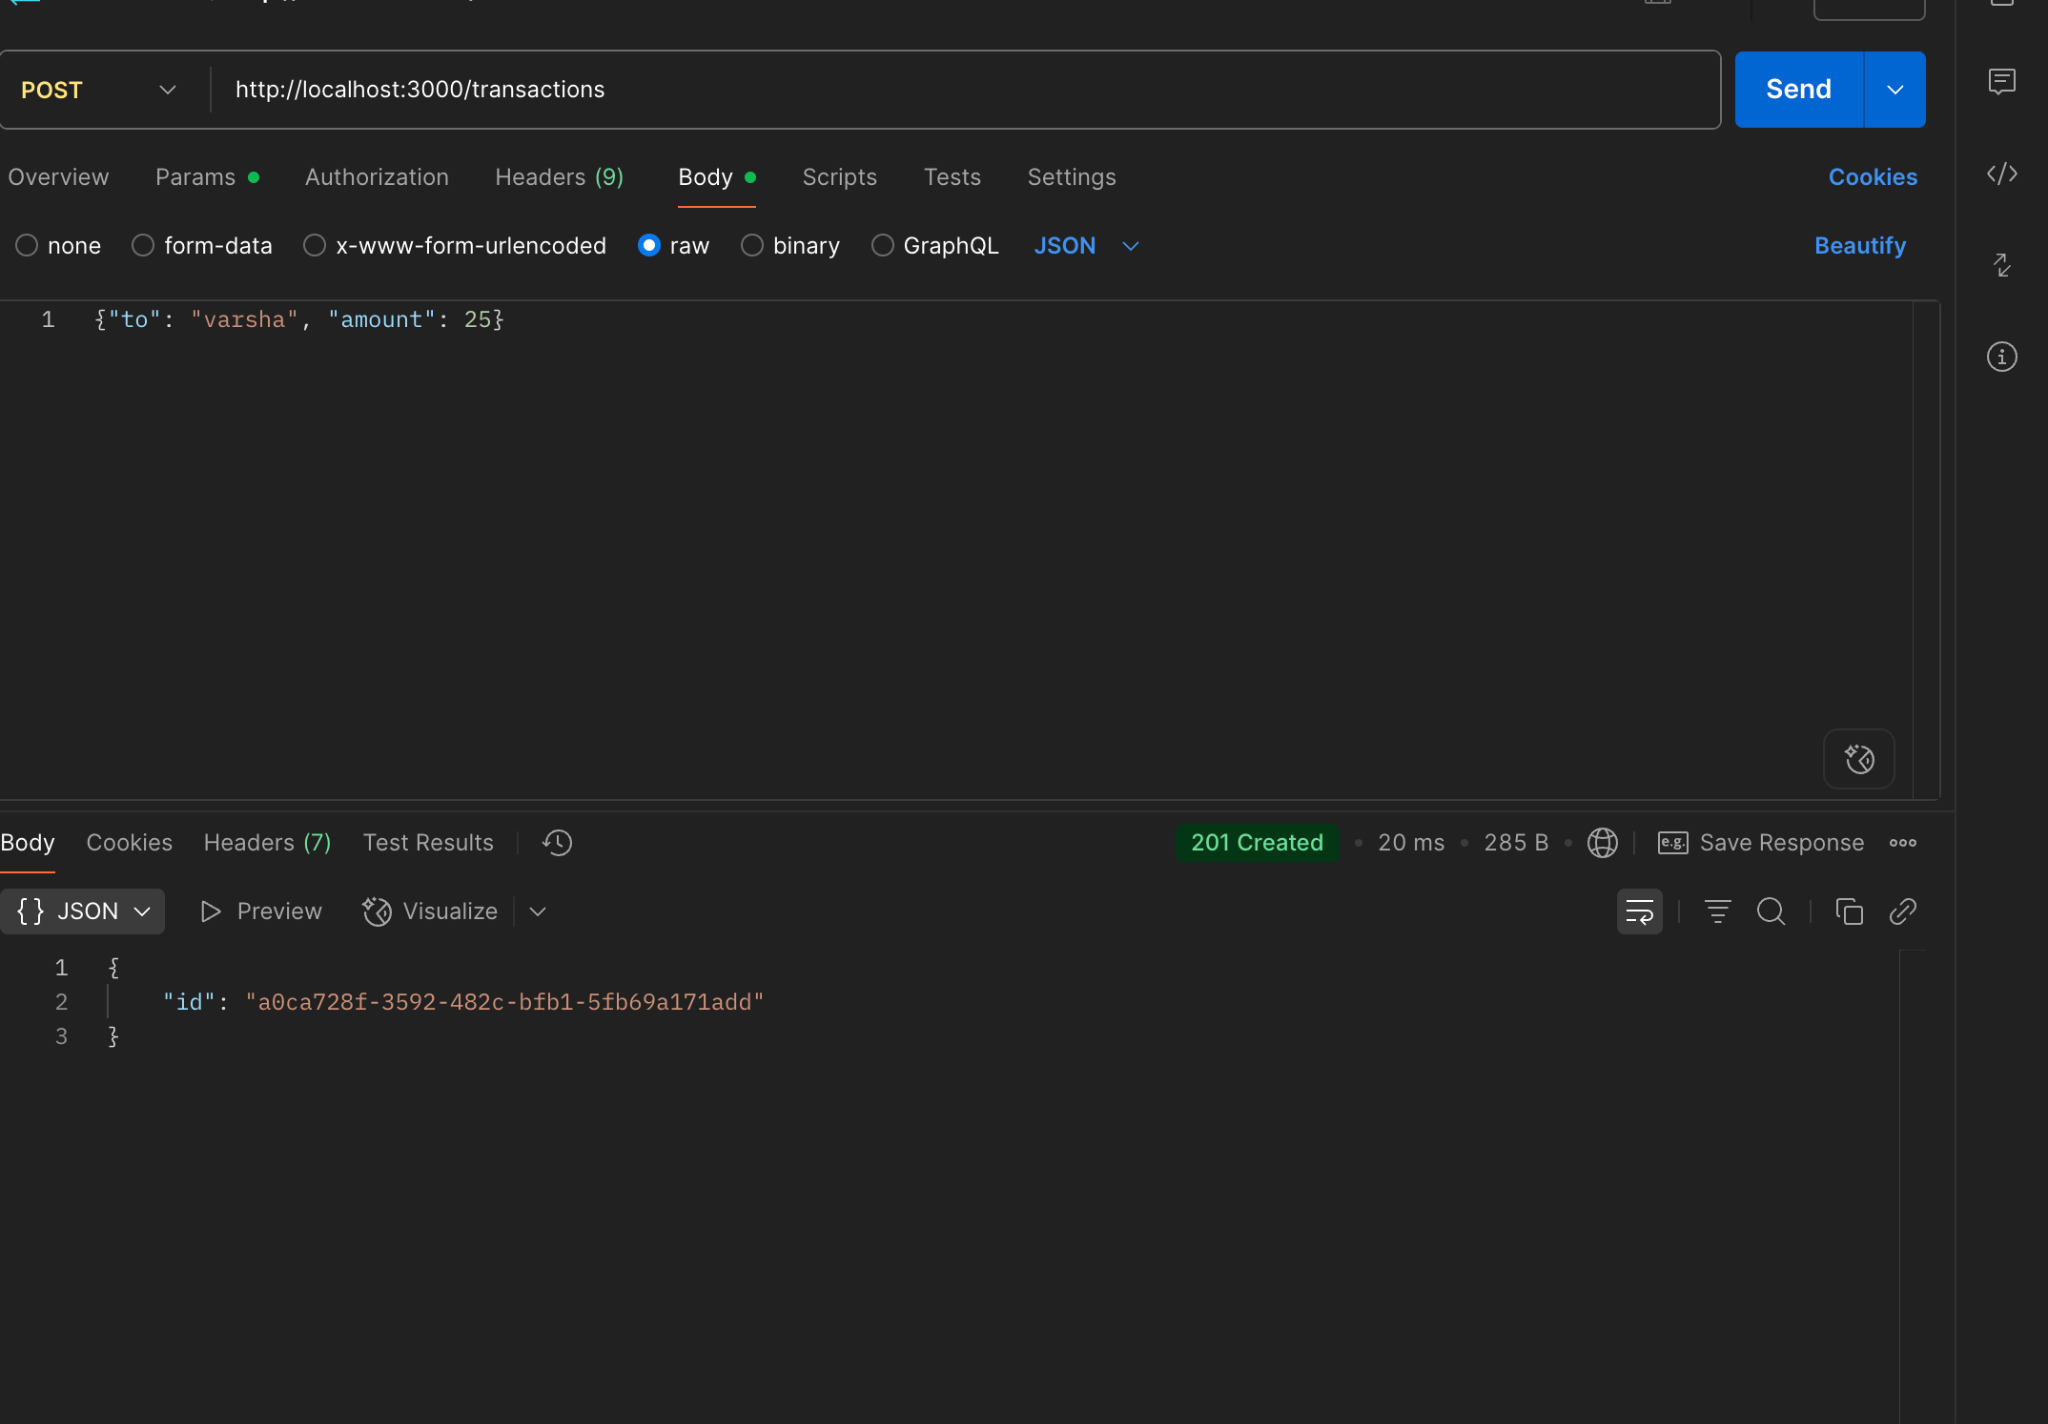 POST http://localhost:3000/transactions Send
Overview Params Authorization Headers (9) Body Scripts Tests Settings Cookies
none form-data x-www-form-urlencoded raw binary GraphQL JSON Beautify
1 {"to": "varsha", "amount": 25}
Body Cookies Headers (7) Test Results 201 Created • 20 ms • 285 B • e.g. Save Response
{} JSON Preview Visualize
1 {
2 "id": "a0ca728f-3592-482c-bfb1-5fb69a171add"
3 }